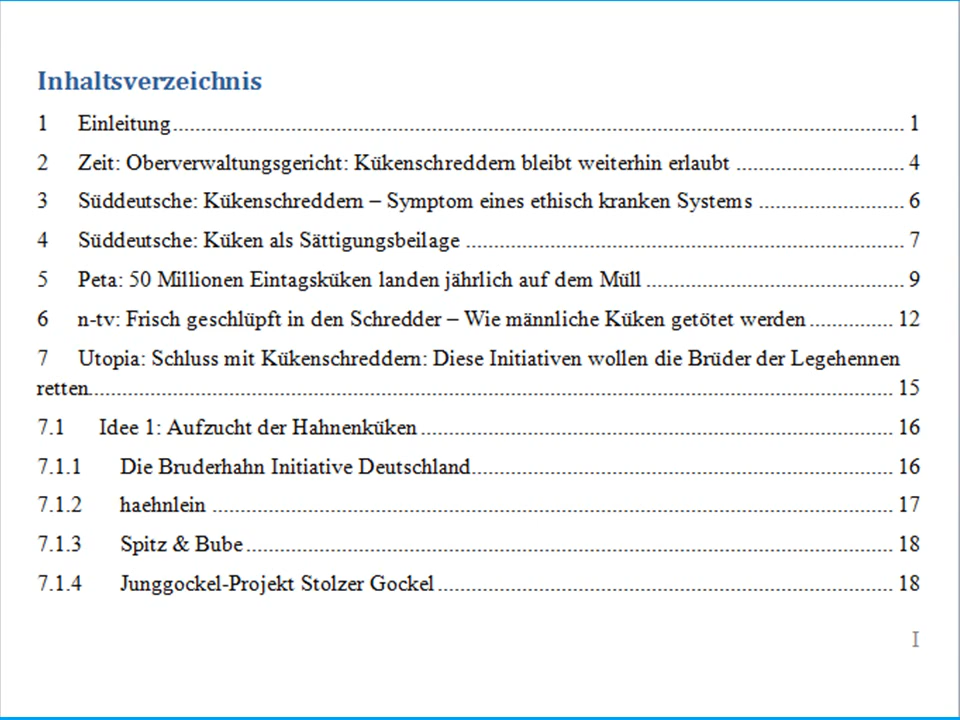 Inhaltsverzeichnis
1 Einleitung 1
2 Zeit: Oberverwaltungsgericht: Kükenschreddern bleibt weiterhin erlaubt 4
3 Süddeutsche: Kükenschreddern – Symptom eines ethisch kranken Systems 6
4 Süddeutsche: Küken als Sättigungsbeilage 7
5 Peta: 50 Millionen Eintagsküken landen jährlich auf dem Müll 9
6 n-tv: Frisch geschlüpft in den Schredder – Wie männliche Küken getötet werden 12
7 Utopia: Schluss mit Kükenschreddern: Diese Initiativen wollen die Brüder der Legehennen
retten 15
7.1 Idee 1: Aufzucht der Hahnenküken 16
7.1.1 Die Bruderhahn Initiative Deutschland 16
7.1.2 haehnlein 17
7.1.3 Spitz & Bube 18
7.1.4 Junggockel-Projekt Stolzer Gockel 18
I